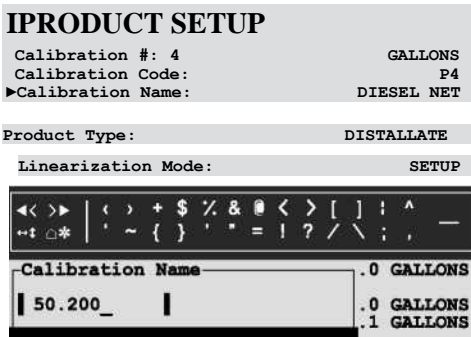 IPRODUCT SETUP
Calibration #: 4 GALLONS
Calibration Code: P4
►Calibration Name: DIESEL NET
Product Type: DISTALLATE
Linearization Mode: SETUP
◄< >► | ‹ › + $ % & @ < > [ ] ¦ ^ _
↔↕ ⌂* | ' ~ { } ' " = ! ? / \ ; ,
Calibration Name .0 GALLONS
50.200_ .0 GALLONS
.1 GALLONS